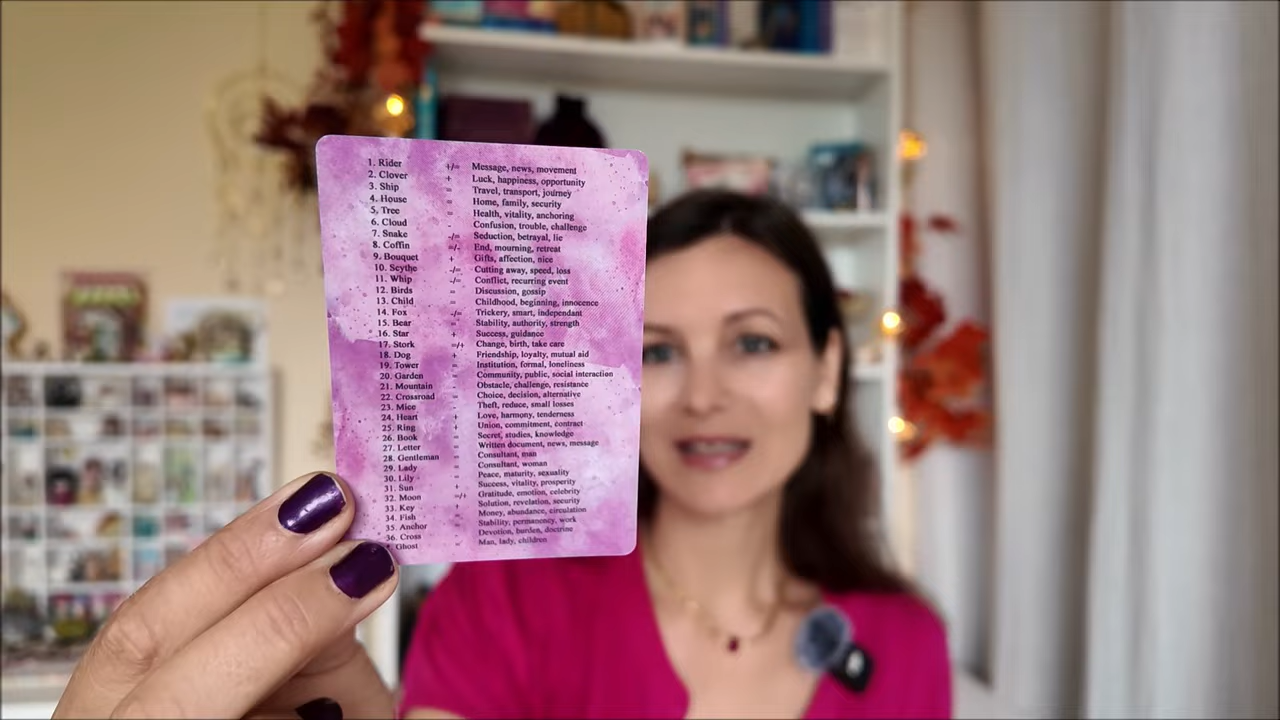 1. Rider +/= Message, news, movement
2. Clover + Luck, happiness, opportunity
3. Ship = Travel, transport, journey
4. House = Home, family, security
5. Tree = Health, vitality, anchoring
6. Cloud - Confusion, trouble, challenge
7. Snake -/= Seduction, betrayal, lie
8. Coffin =/- End, mourning, retreat
9. Bouquet + Gifts, affection, nice
10. Scythe -/= Cutting away, speed, loss
11. Whip -/= Conflict, recurring event
12. Birds = Discussion, gossip
13. Child = Childhood, beginning, innocence
14. Fox -/= Trickery, smart, independant
15. Bear = Stability, authority, strength
16. Star + Success, guidance
17. Stork =/+ Change, birth, take care
18. Dog + Friendship, loyalty, mutual aid
19. Tower = Institution, formal, loneliness
20. Garden = Community, public, social interaction
21. Mountain - Obstacle, challenge, resistance
22. Crossroad = Choice, decision, alternative
23. Mice - Theft, reduce, small losses
24. Heart + Love, harmony, tenderness
25. Ring + Union, commitment, contract
26. Book = Secret, studies, knowledge
27. Letter = Written document, news, message
28. Gentleman = Consultant, man
29. Lady = Consultant, woman
30. Lily = Peace, maturity, sexuality
31. Sun + Success, vitality, prosperity
32. Moon =/+ Gratitude, emotion, celebrity
33. Key + Solution, revelation, security
34. Fish = Money, abundance, circulation
35. Anchor = Stability, permanency, work
36. Cross - Devotion, burden, doctrine
Ghost = Man, lady, children